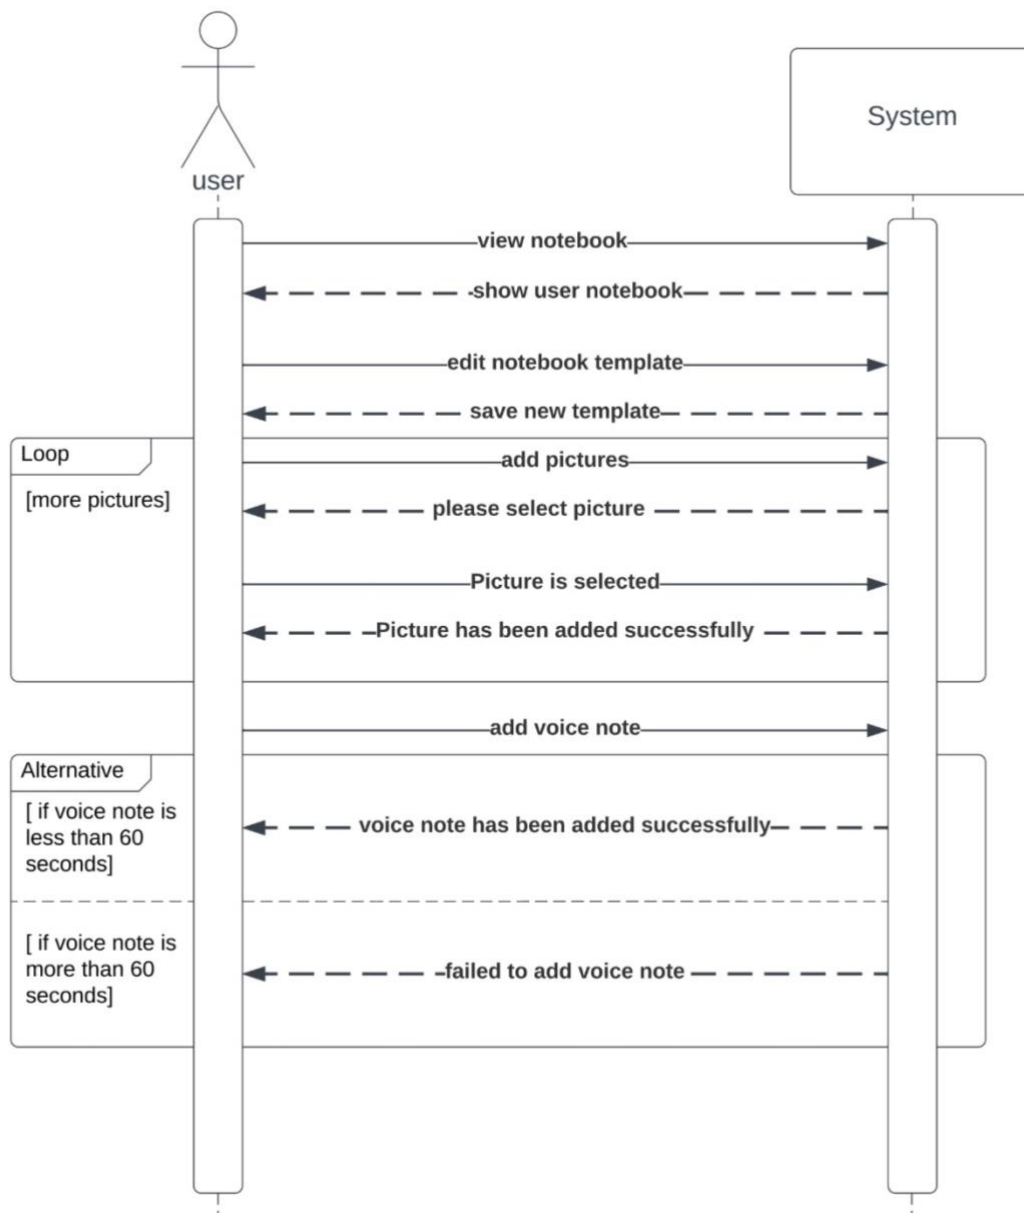 System
user
view notebook
show user notebook
edit notebook template
save new template
Loop
add pictures
[more pictures]
please select picture
Picture is selected
Picture has been added successfully
add voice note
Alternative
[ if voice note is
less than 60
seconds]
voice note has been added successfully
[ if voice note is
more than 60
seconds]
failed to add voice note